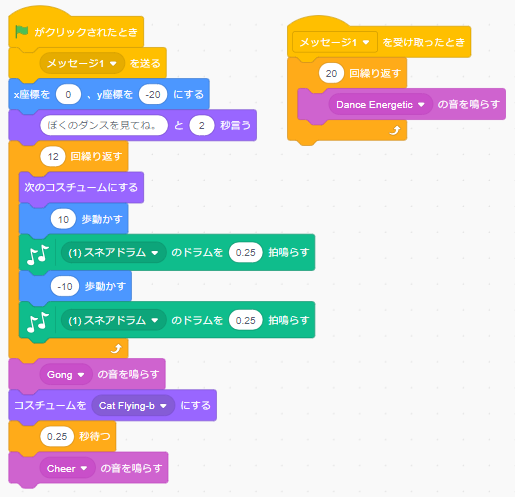 がクリックされたとき
メッセージ1 を送る
x座標を 0 、y座標を -20 にする
ぼくのダンスを見てね。 と 2 秒言う
12 回繰り返す
次のコスチュームにする
10 歩動かす
(1) スネアドラム のドラムを 0.25 拍鳴らす
-10 歩動かす
(1) スネアドラム のドラムを 0.25 拍鳴らす
Gong の音を鳴らす
コスチュームを Cat Flying-b にする
0.25 秒待つ
Cheer の音を鳴らす
メッセージ1 を受け取ったとき
20 回繰り返す
Dance Energetic の音を鳴らす